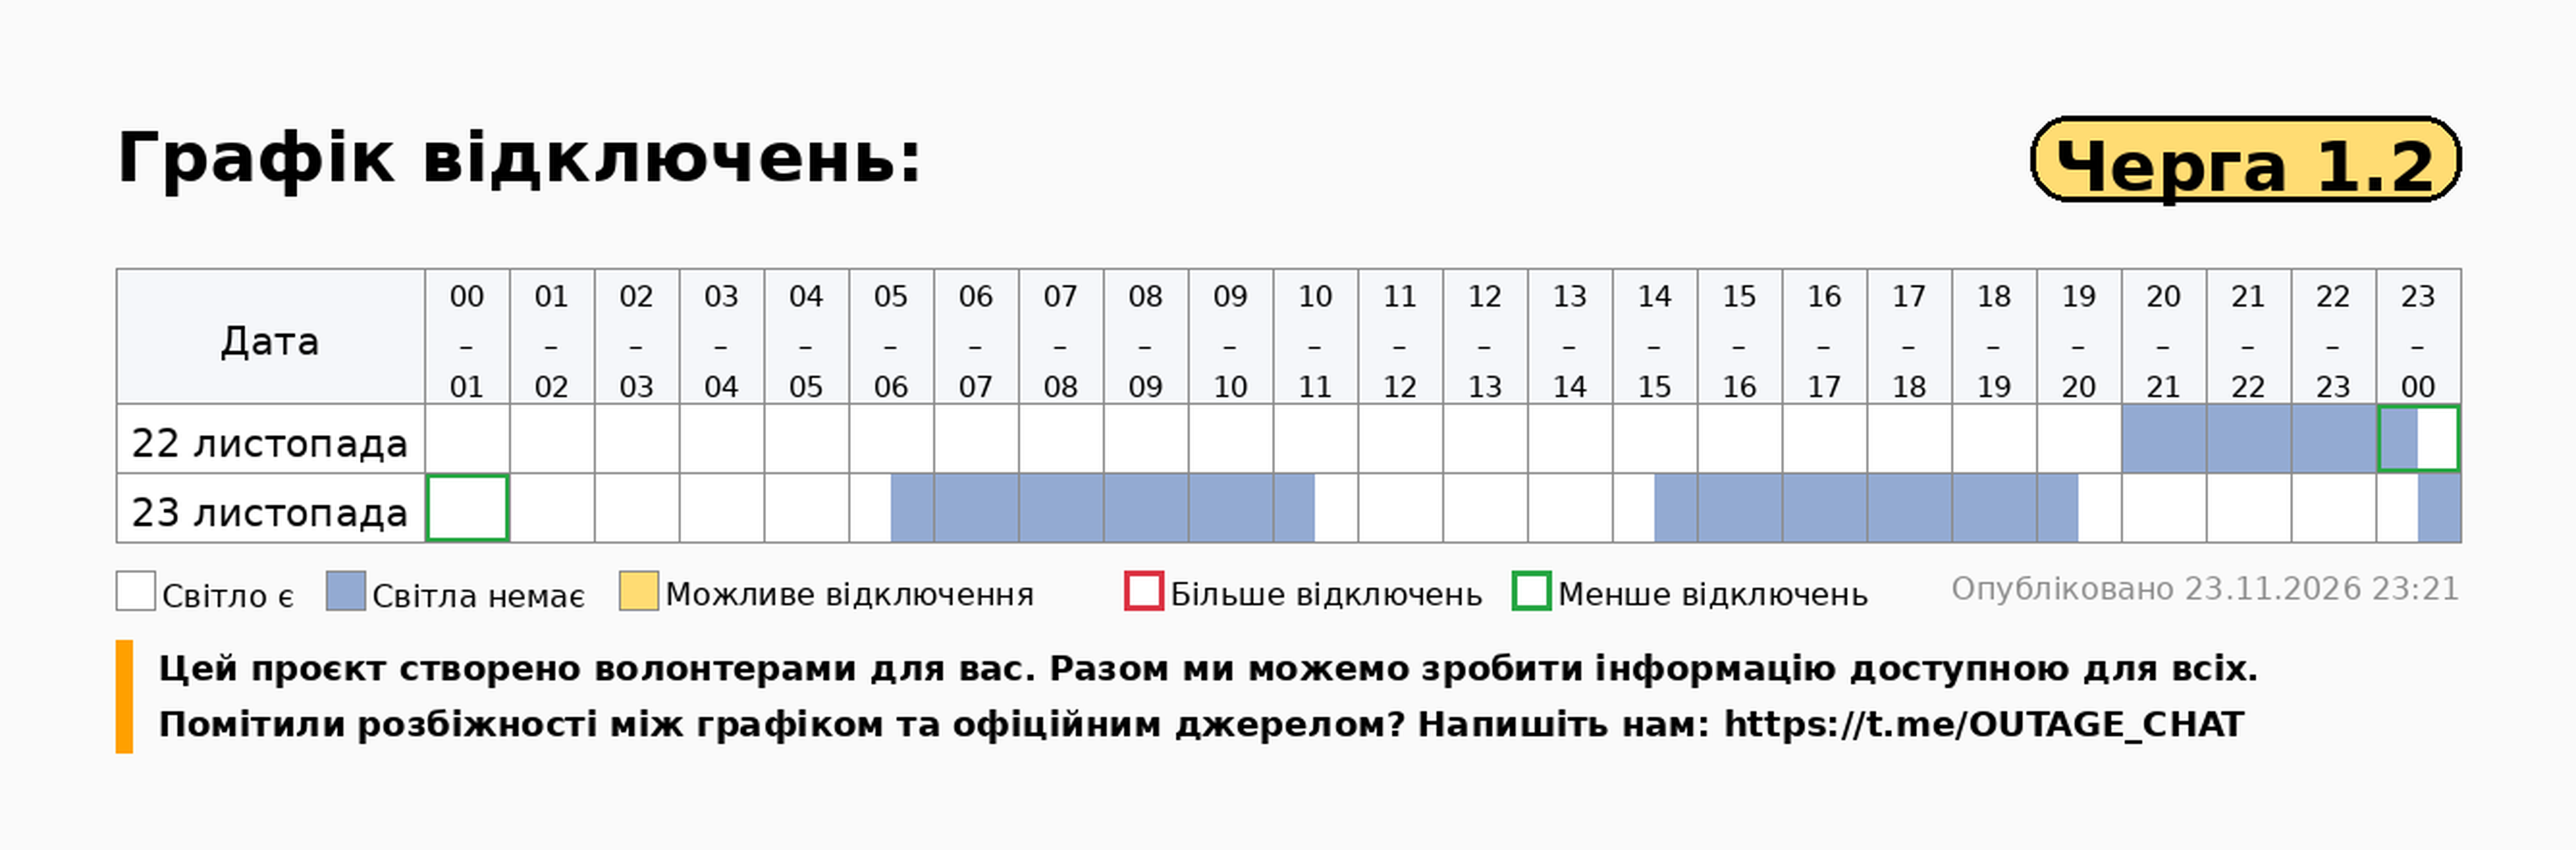 Графік відключень:
Черга 1.2
Дата
00 – 01
01 – 02
02 – 03
03 – 04
04 – 05
05 – 06
06 – 07
07 – 08
08 – 09
09 – 10
10 – 11
11 – 12
12 – 13
13 – 14
14 – 15
15 – 16
16 – 17
17 – 18
18 – 19
19 – 20
20 – 21
21 – 22
22 – 23
23 – 00
22 листопада
23 листопада
Світло є
Світла немає
Можливе відключення
Більше відключень
Менше відключень
Опубліковано 23.11.2026 23:21
Цей проєкт створено волонтерами для вас. Разом ми можемо зробити інформацію доступною для всіх.
Помітили розбіжності між графіком та офіційним джерелом? Напишіть нам: https://t.me/OUTAGE_CHAT